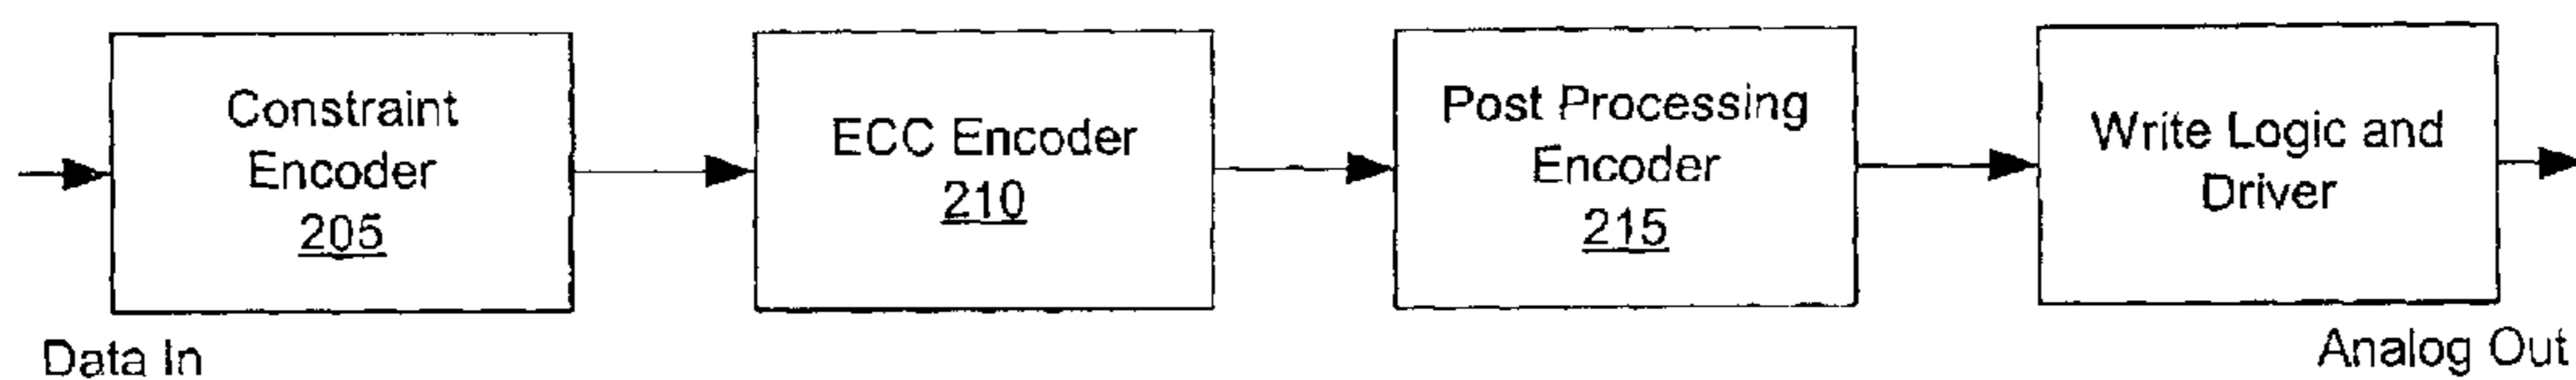 Constraint
Encoder
205
ECC Encoder
210
Post Processing
Encoder
215
Write Logic and
Driver
Data In
Analog Out